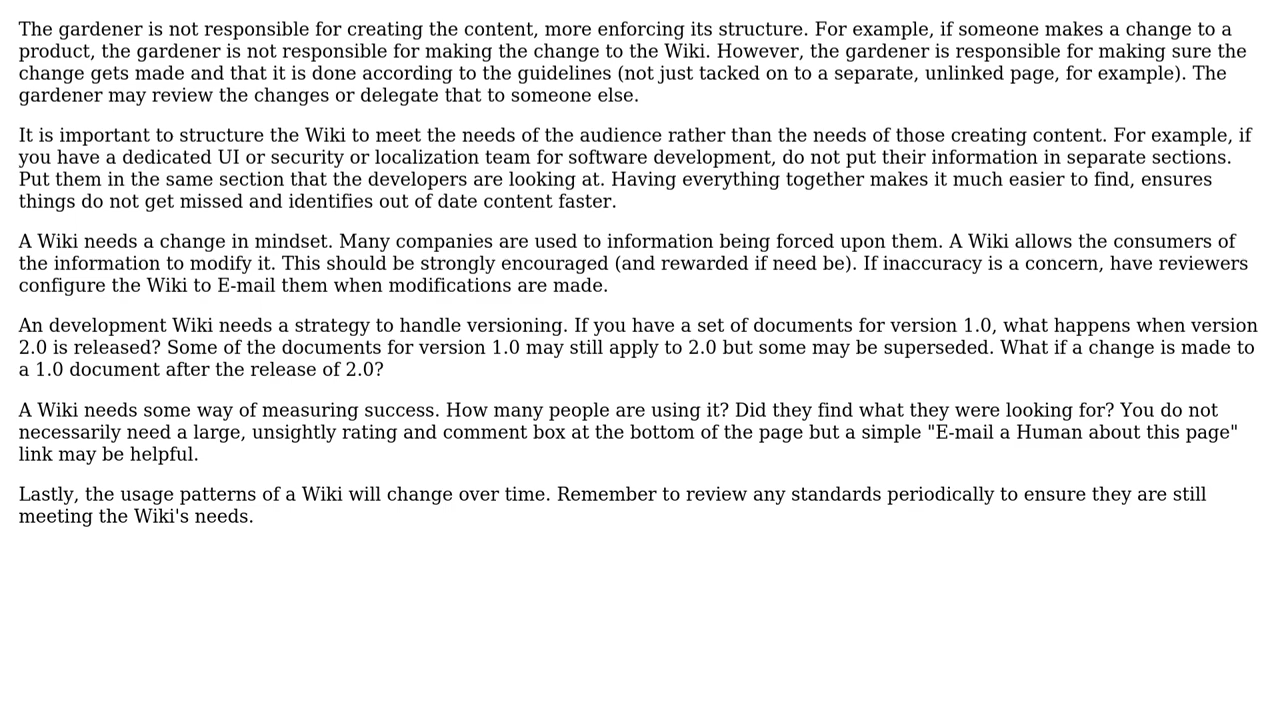 The gardener is not responsible for creating the content, more enforcing its structure. For example, if someone makes a change to a
product, the gardener is not responsible for making the change to the Wiki. However, the gardener is responsible for making sure the
change gets made and that it is done according to the guidelines (not just tacked on to a separate, unlinked page, for example). The
gardener may review the changes or delegate that to someone else.
It is important to structure the Wiki to meet the needs of the audience rather than the needs of those creating content. For example, if
you have a dedicated UI or security or localization team for software development, do not put their information in separate sections.
Put them in the same section that the developers are looking at. Having everything together makes it much easier to find, ensures
things do not get missed and identifies out of date content faster.
A Wiki needs a change in mindset. Many companies are used to information being forced upon them. A Wiki allows the consumers of
the information to modify it. This should be strongly encouraged (and rewarded if need be). If inaccuracy is a concern, have reviewers
configure the Wiki to E-mail them when modifications are made.
An development Wiki needs a strategy to handle versioning. If you have a set of documents for version 1.0, what happens when version
2.0 is released? Some of the documents for version 1.0 may still apply to 2.0 but some may be superseded. What if a change is made to
a 1.0 document after the release of 2.0?
A Wiki needs some way of measuring success. How many people are using it? Did they find what they were looking for? You do not
necessarily need a large, unsightly rating and comment box at the bottom of the page but a simple "E-mail a Human about this page"
link may be helpful.
Lastly, the usage patterns of a Wiki will change over time. Remember to review any standards periodically to ensure they are still
meeting the Wiki's needs.